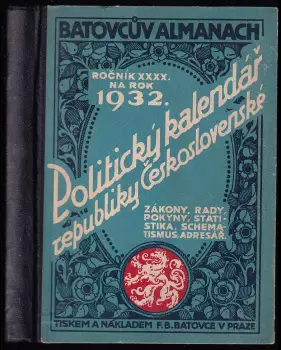 BATOVCŮV ALMANACH
ROČNÍK XXXX.
NA ROK
1932.
Politický kalendář
republiky Československé
ZÁKONY, RADY,
POKYNY, STATI-
STIKA, SCHEMA-
TISMUS ADRESÁŘ.
TISKEM A NÁKLADEM F.B.BATOVCE V PRAZE